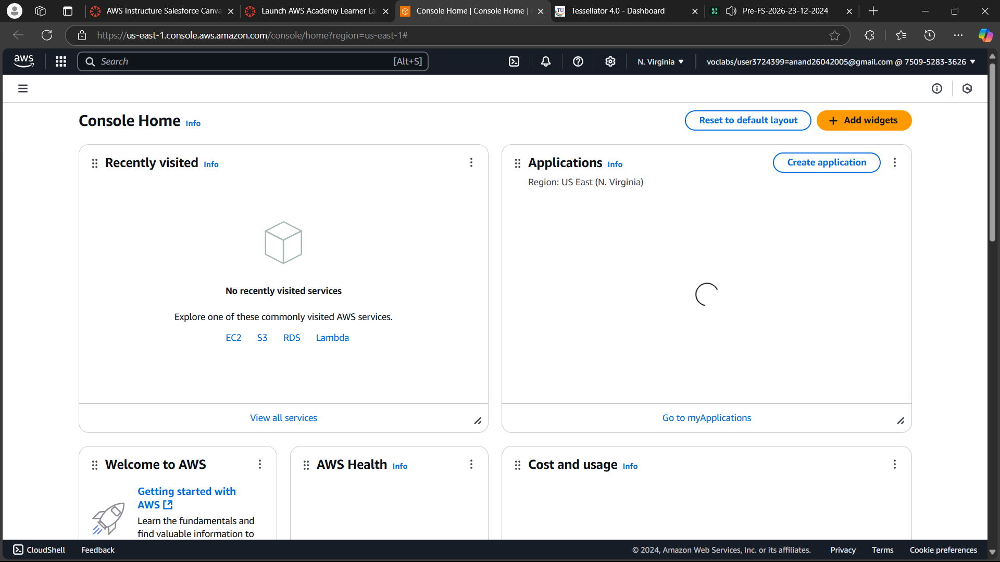 AWS Instructure Salesforce Canva
Launch AWS Academy Learner La
Console Home | Console Home |
TU
Tessellator 4.0 - Dashboard
Pre-FS-2026-23-12-2024
https://us-east-1.console.aws.amazon.com/console/home?region=us-east-1#
aws
Search
[Alt+S]
N. Virginia
voclabs/user3724399=anand26042005@gmail.com @ 7509-5283-3626
Console Home Info
Reset to default layout
Add widgets
Recently visited Info
Applications Info
Create application
Region: US East (N. Virginia)
No recently visited services
Explore one of these commonly visited AWS services.
EC2 S3 RDS Lambda
View all services
Go to myApplications
Welcome to AWS
AWS Health Info
Cost and usage Info
Getting started with
AWS
Learn the fundamentals and
find valuable information to
CloudShell
Feedback
© 2024, Amazon Web Services, Inc. or its affiliates.
Privacy
Terms
Cookie preferences